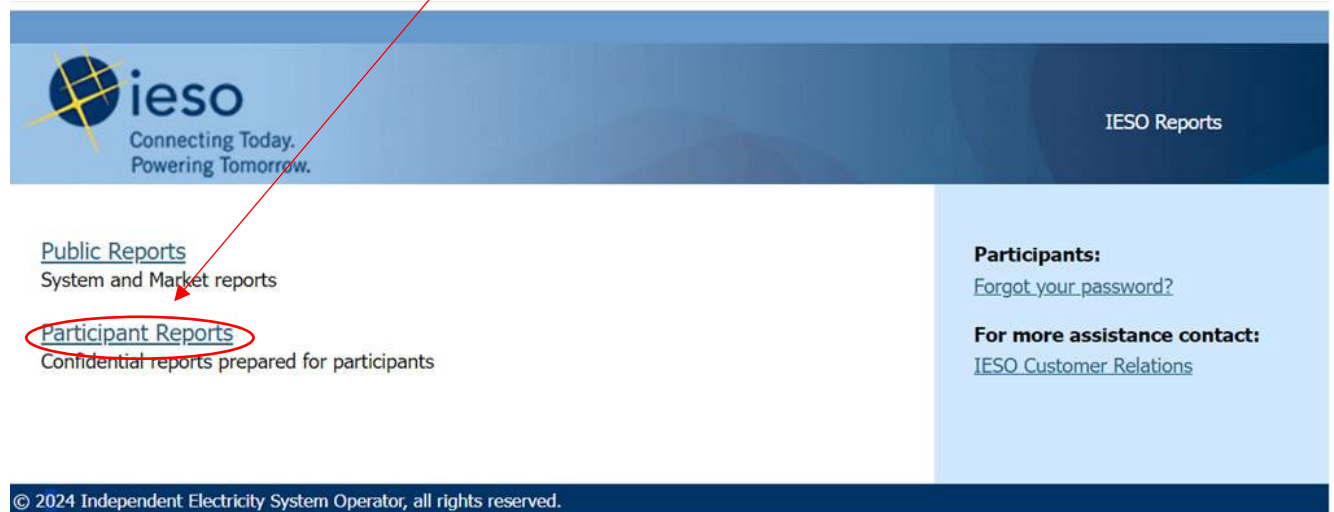 ieso
Connecting Today.
Powering Tomorrow.
IESO Reports
Public Reports
System and Market reports
Participant Reports
Confidential reports prepared for participants
Participants:
Forgot your password?
For more assistance contact:
IESO Customer Relations
© 2024 Independent Electricity System Operator, all rights reserved.